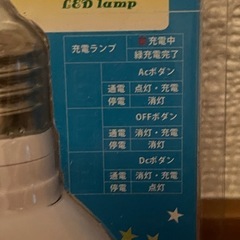 LED lamp
充電ランプ 赤充電中
緑充電完了
Acボタン
通電 点灯・充電
停電 消灯
OFFボタン
通電 消灯・充電
停電 消灯
Dcボタン
通電 消灯・充電
停電 点灯